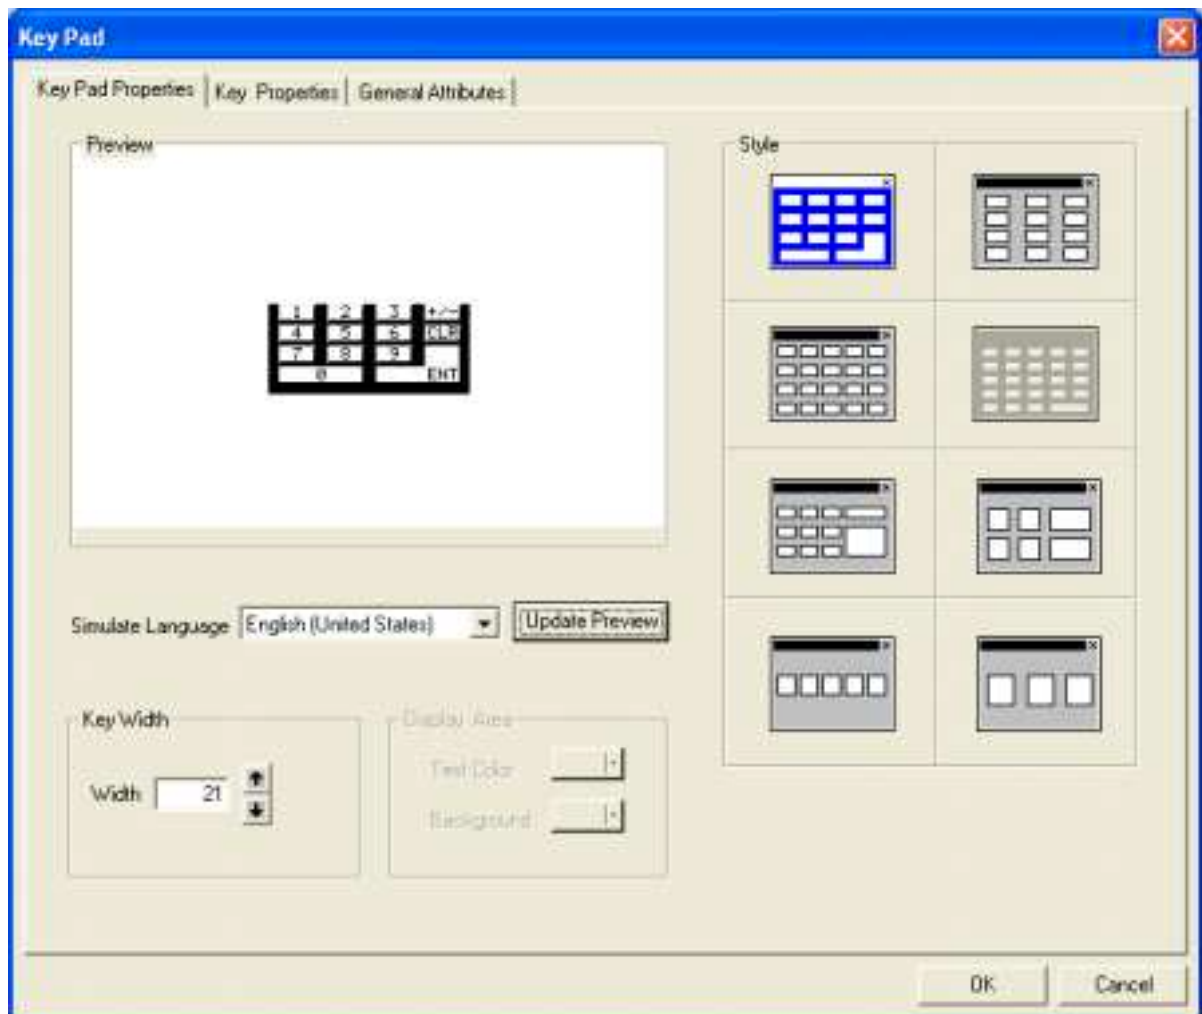 Key Pad
Key Pad Properties Key Properties General Attributes
Preview
1 2 3 +/-
4 5 6 CLR
7 8 9
0 ENT
Style
Simulate Language English (United States) Update Preview
Key Width
Width 21
Display Area
Text Color
Background
OK Cancel